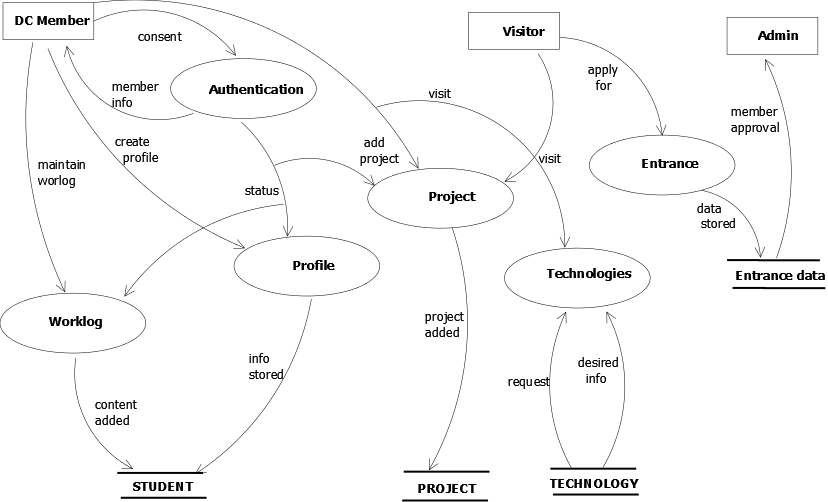 DC Member
consent
Visitor
Admin
apply
for
member
info
Authentication
visit
member
approval
create
profile
add
project
visit
maintain
worlog
status
Entrance
Project
data
stored
Profile
Technologies
Entrance data
Worklog
project
added
info
stored
desired
info
request
content
added
STUDENT
PROJECT
TECHNOLOGY